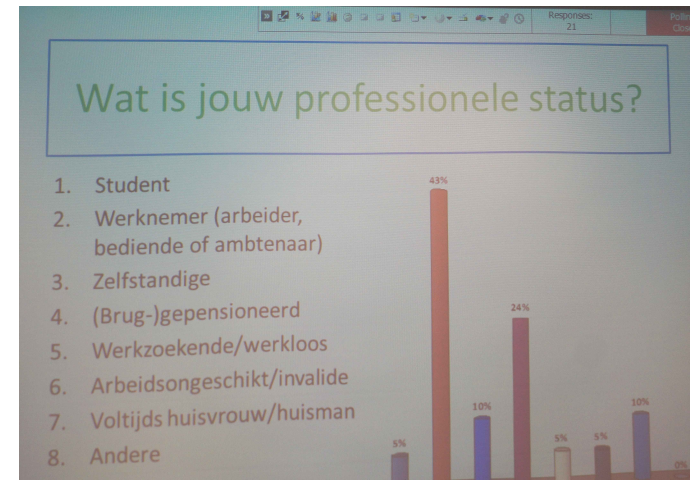 Responses:
21
Wat is jouw professionele status?
1. Student
2. Werknemer (arbeider,
bediende of ambtenaar)
3. Zelfstandige
4. (Brug-)gepensioneerd
5. Werkzoekende/werkloos
6. Arbeidsongeschikt/invalide
7. Voltijds huisvrouw/huisman
8. Andere
5%
43%
10%
24%
5%
5%
10%
0%